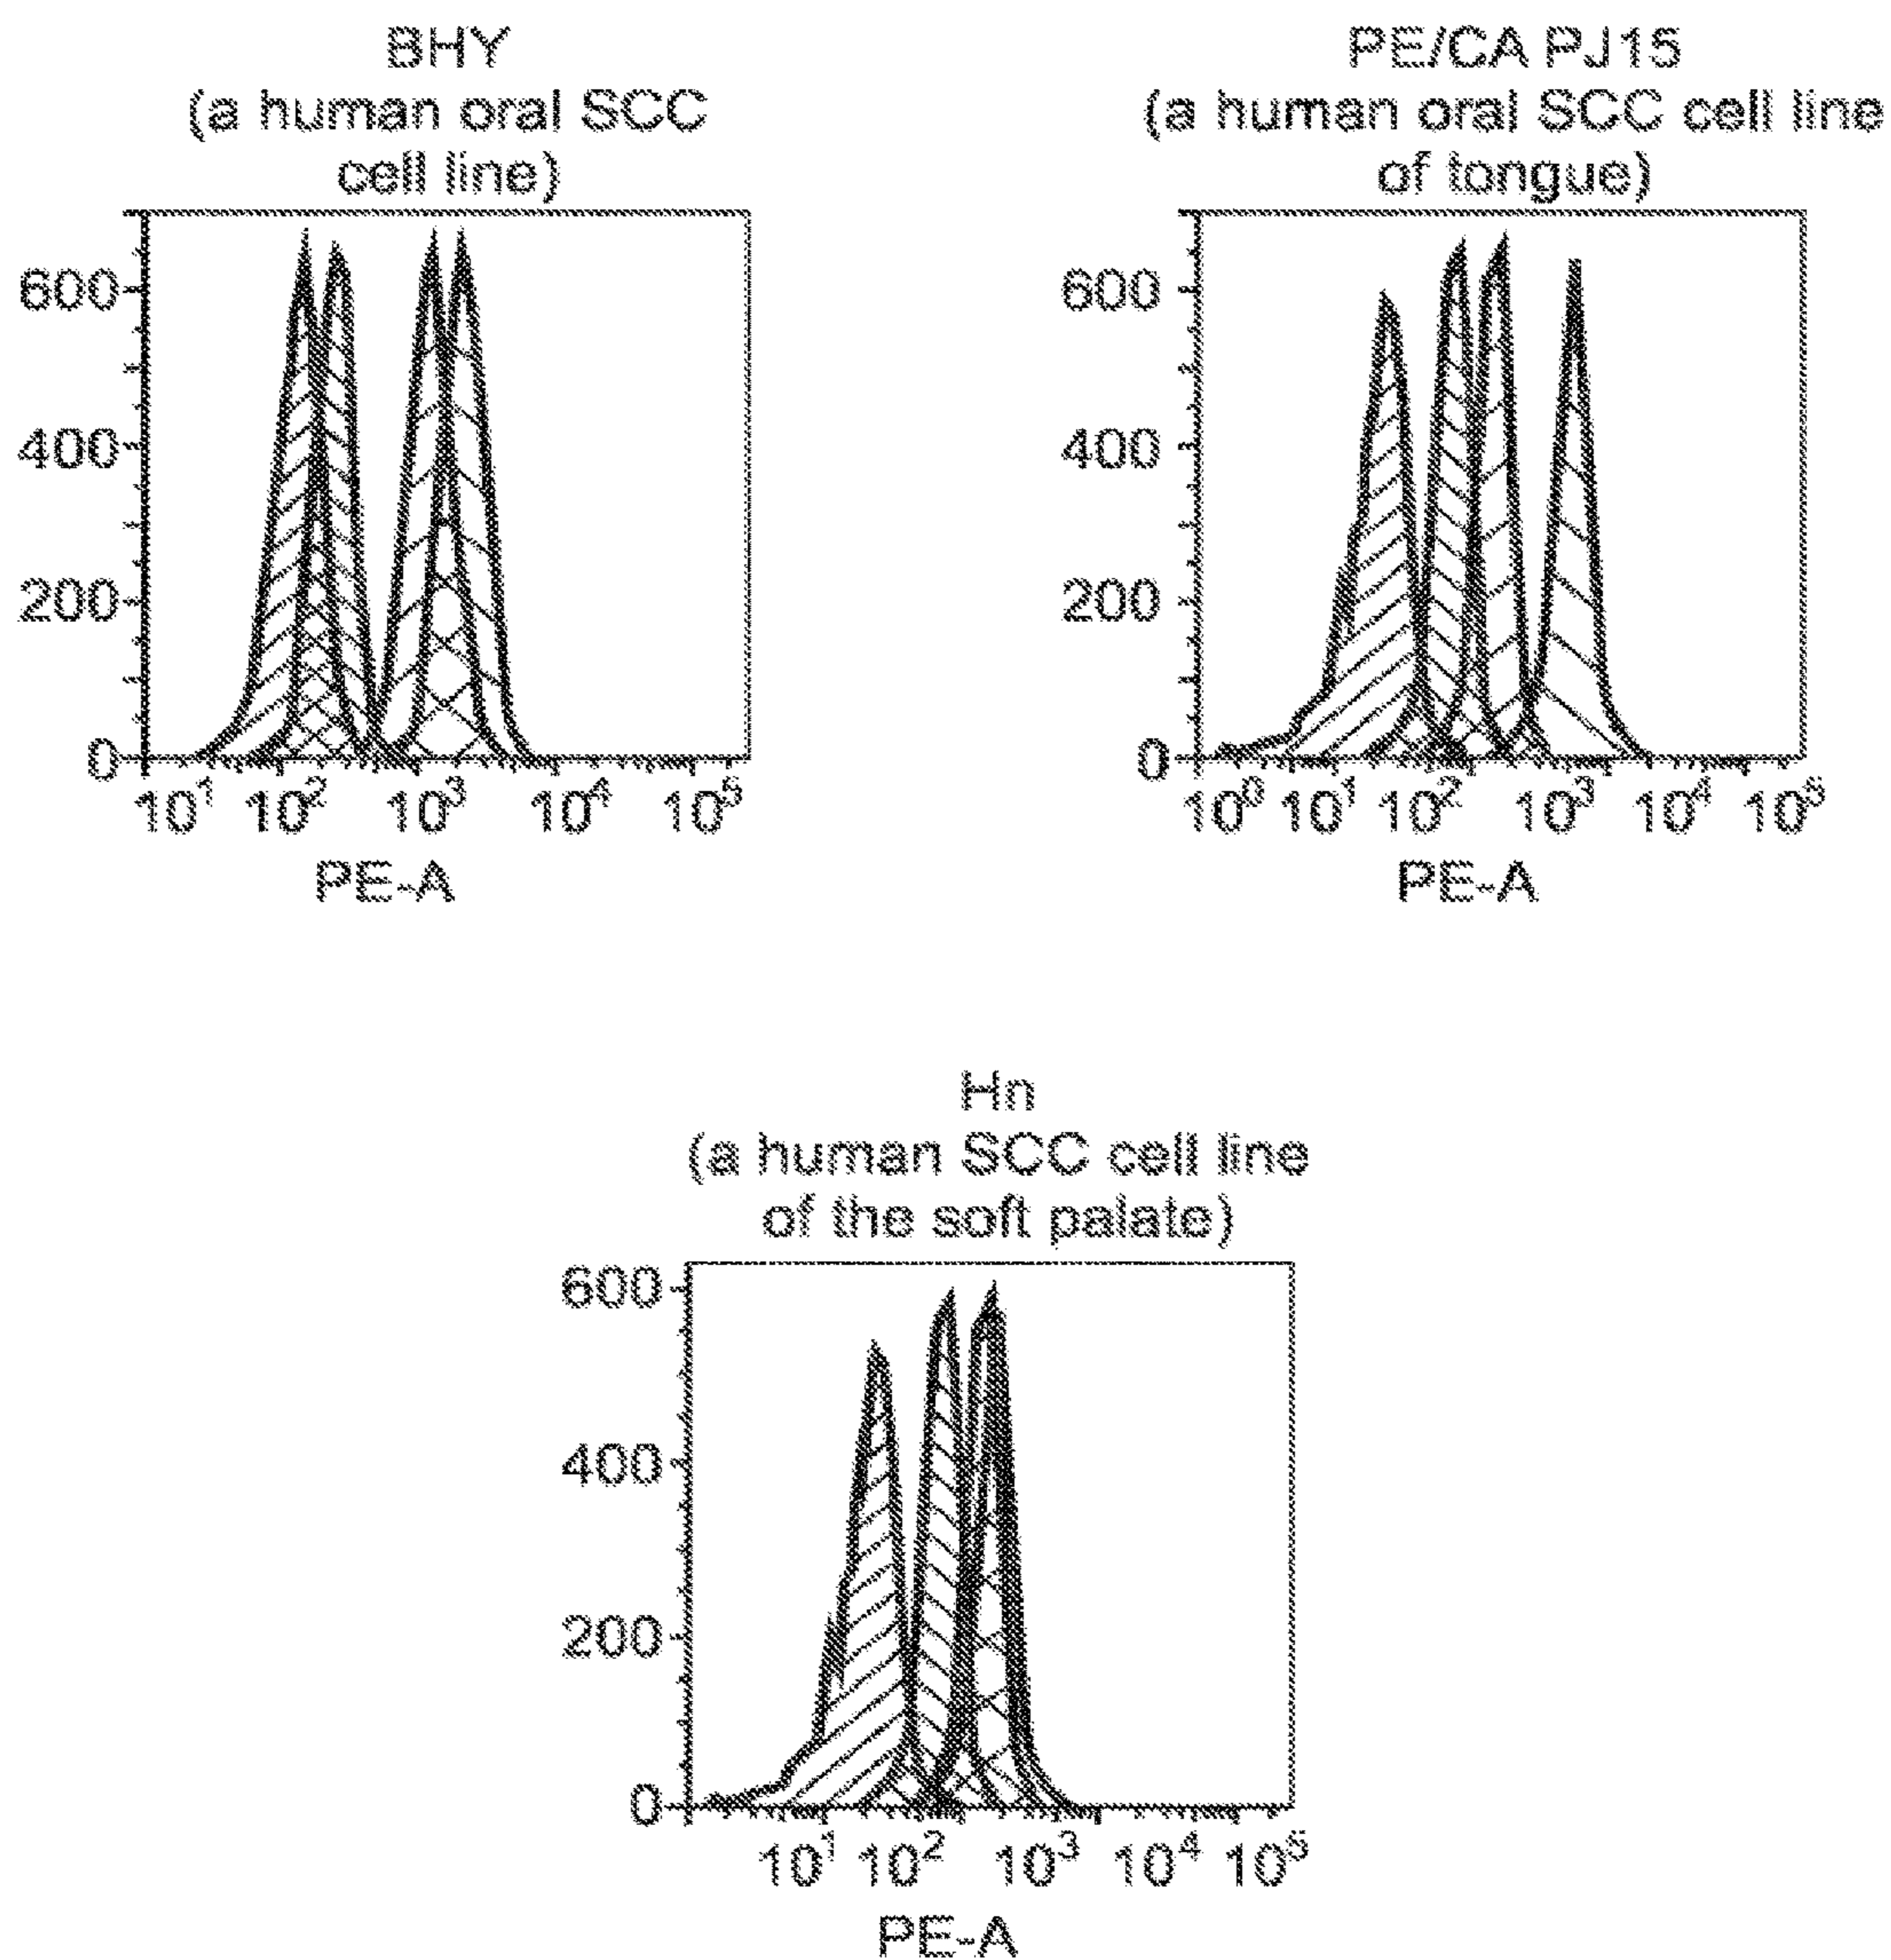 BHY
(a human oral SCC
cell line)
600
400
200
0
10¹ 10² 10³ 10⁴ 10⁵
PE-A
PE/CA PJ15
(a human oral SCC cell line
of tongue)
600
400
200
0
10⁰ 10¹ 10² 10³ 10⁴ 10⁵
PE-A
Hn
(a human SCC cell line
of the soft palate)
600
400
200
0
10¹ 10² 10³ 10⁴ 10⁵
PE-A